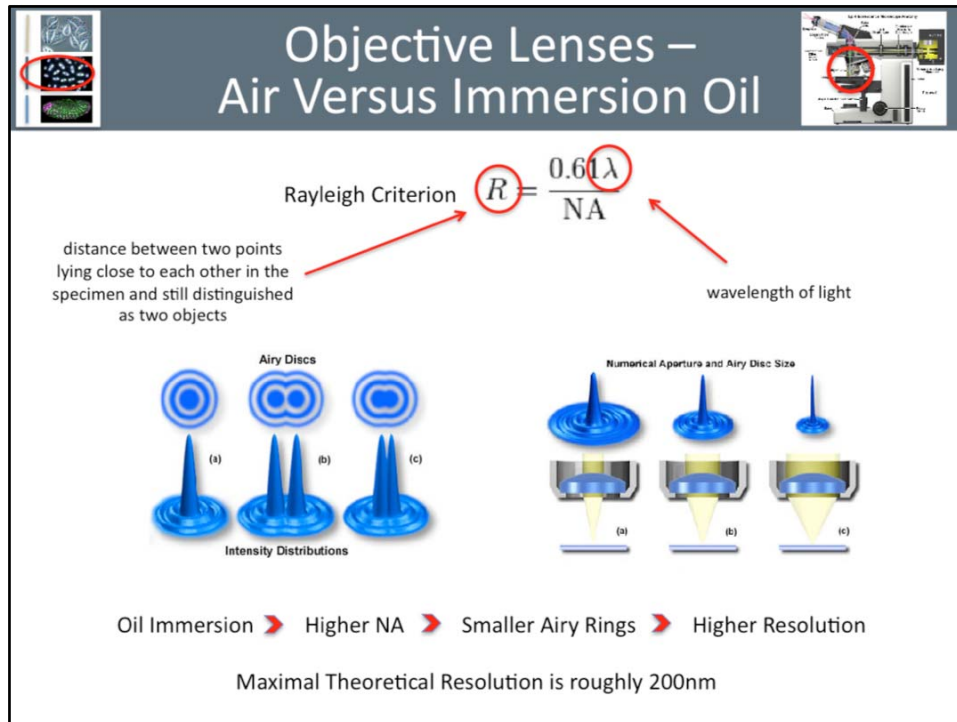 Objective Lenses –
Air Versus Immersion Oil
Rayleigh Criterion R = 0.61λ / NA
distance between two points
lying close to each other in the
specimen and still distinguished
as two objects
wavelength of light
Airy Discs
(a) (b) (c)
Intensity Distributions
Numerical Aperture and Airy Disc Size
(a) (b) (c)
Oil Immersion Higher NA Smaller Airy Rings Higher Resolution
Maximal Theoretical Resolution is roughly 200nm